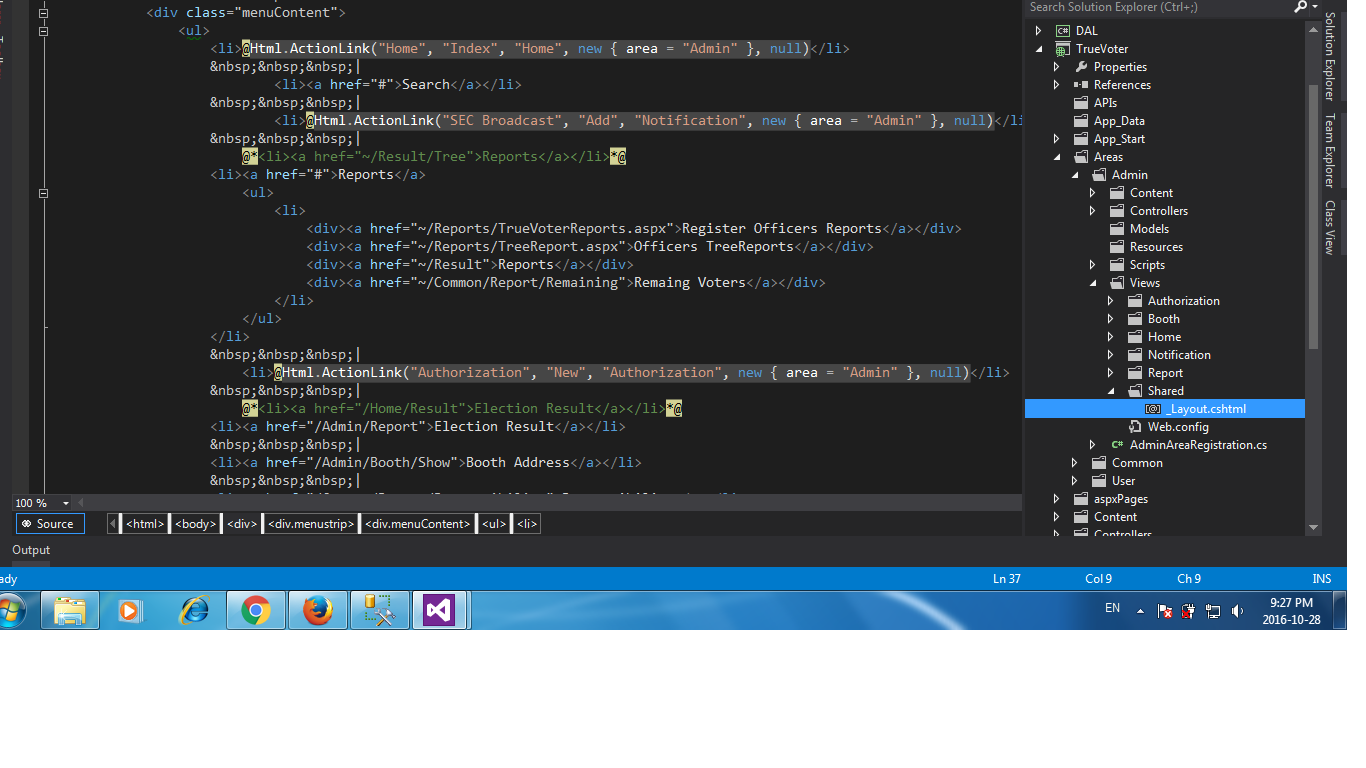 <div class="menuContent">
<ul>
<li>@Html.ActionLink("Home", "Index", "Home", new { area = "Admin" }, null)</li>
&nbsp;&nbsp;&nbsp;|
<li><a href="#">Search</a></li>
&nbsp;&nbsp;&nbsp;|
<li>@Html.ActionLink("SEC Broadcast", "Add", "Notification", new { area = "Admin" }, null)</li
&nbsp;&nbsp;&nbsp;|
@*<li><a href="~/Result/Tree">Reports</a></li>*@
<li><a href="#">Reports</a>
<ul>
<li>
<div><a href="~/Reports/TrueVoterReports.aspx">Register Officers Reports</a></div>
<div><a href="~/Reports/TreeReport.aspx">Officers TreeReports</a></div>
<div><a href="~/Result">Reports</a></div>
<div><a href="~/Common/Report/Remaining">Remaing Voters</a></div>
</li>
</ul>
</li>
&nbsp;&nbsp;&nbsp;|
<li>@Html.ActionLink("Authorization", "New", "Authorization", new { area = "Admin" }, null)</li>
&nbsp;&nbsp;&nbsp;|
@*<li><a href="/Home/Result">Election Result</a></li>*@
<li><a href="/Admin/Report">Election Result</a></li>
&nbsp;&nbsp;&nbsp;|
<li><a href="/Admin/Booth/Show">Booth Address</a></li>
&nbsp;&nbsp;&nbsp;|
100 %
Source
<html> <body> <div> <div.menustrip> <div.menuContent> <ul> <li>
Output
Search Solution Explorer (Ctrl+;)
DAL
TrueVoter
Properties
References
APIs
App_Data
App_Start
Areas
Admin
Content
Controllers
Models
Resources
Scripts
Views
Authorization
Booth
Home
Notification
Report
Shared
_Layout.cshtml
Web.config
AdminAreaRegistration.cs
Common
User
aspxPages
Content
Controllers
Solution Explorer
Team Explorer
Class View
ady
Ln 37
Col 9
Ch 9
INS
EN
9:27 PM
2016-10-28